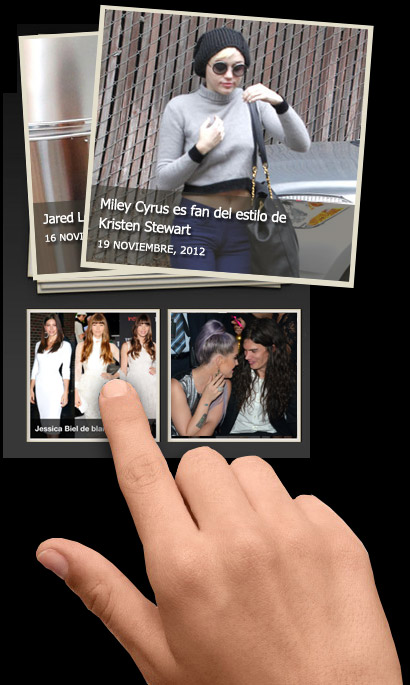 Miley Cyrus es fan del estilo de
Kristen Stewart
19 NOVIEMBRE, 2012
Jared L
16 NOVI
Jessica Biel de bla